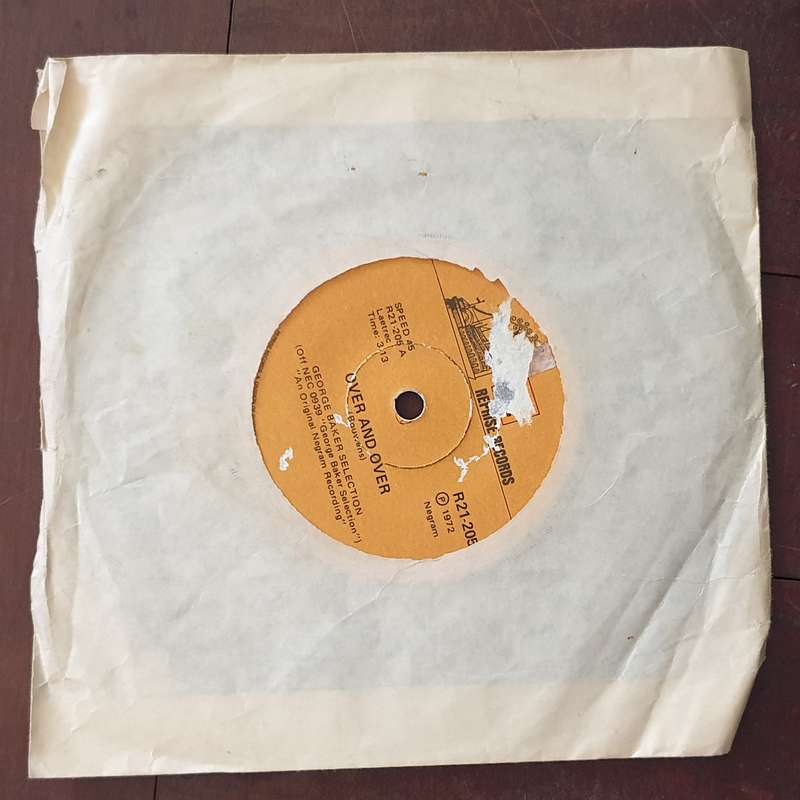 REPRISE RECORDS
SPEED 45
R21-205 A
Laetrec
Time: 3:13
R21-205
Ⓟ 1972
Negram
OVER AND OVER
(Bouwens)
GEORGE BAKER SELECTION
(Off NEC 0939 "George Baker Selection")
"An Original Negram Recording"